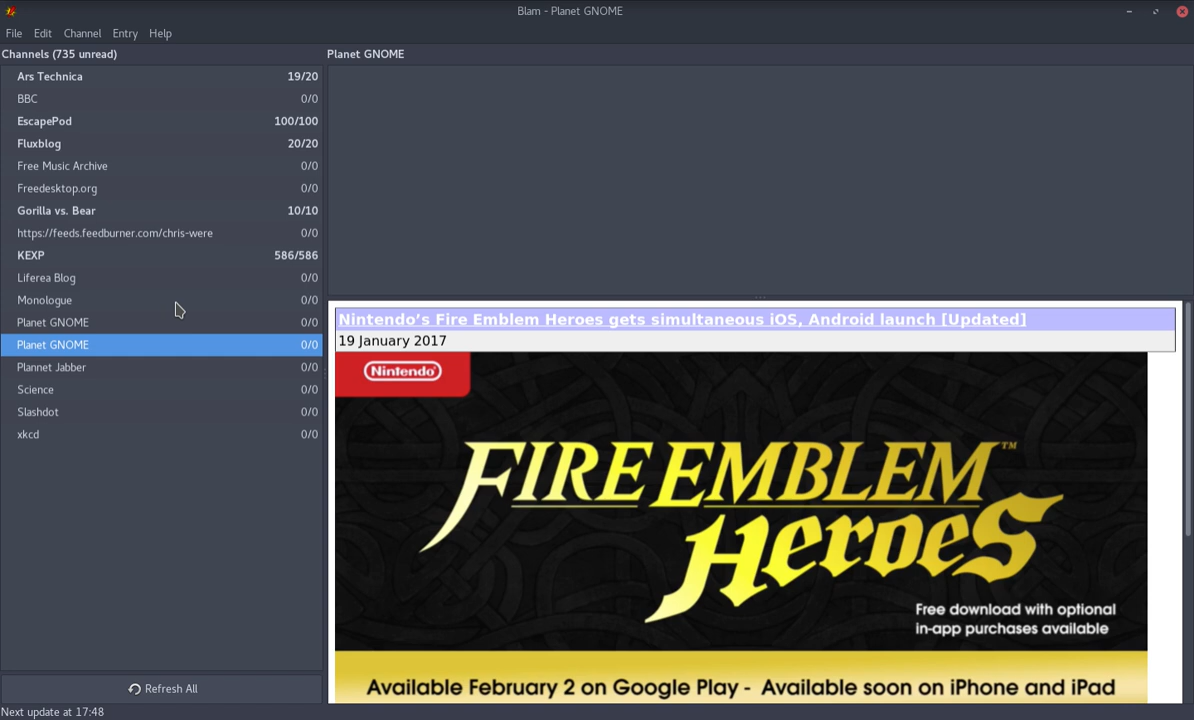 Blam - Planet GNOME
File Edit Channel Entry Help
Channels (735 unread)
Ars Technica 19/20
BBC 0/0
EscapePod 100/100
Fluxblog 20/20
Free Music Archive 0/0
Freedesktop.org 0/0
Gorilla vs. Bear 10/10
https://feeds.feedburner.com/chris-were 0/0
KEXP 586/586
Liferea Blog 0/0
Monologue 0/0
Planet GNOME 0/0
Planet GNOME 0/0
Plannet Jabber 0/0
Science 0/0
Slashdot 0/0
xkcd 0/0
Refresh All
Next update at 17:48
Planet GNOME
Nintendo’s Fire Emblem Heroes gets simultaneous iOS, Android launch [Updated]
19 January 2017
Nintendo
FIRE EMBLEM™
Heroes
Free download with optional
in-app purchases available
Available February 2 on Google Play - Available soon on iPhone and iPad